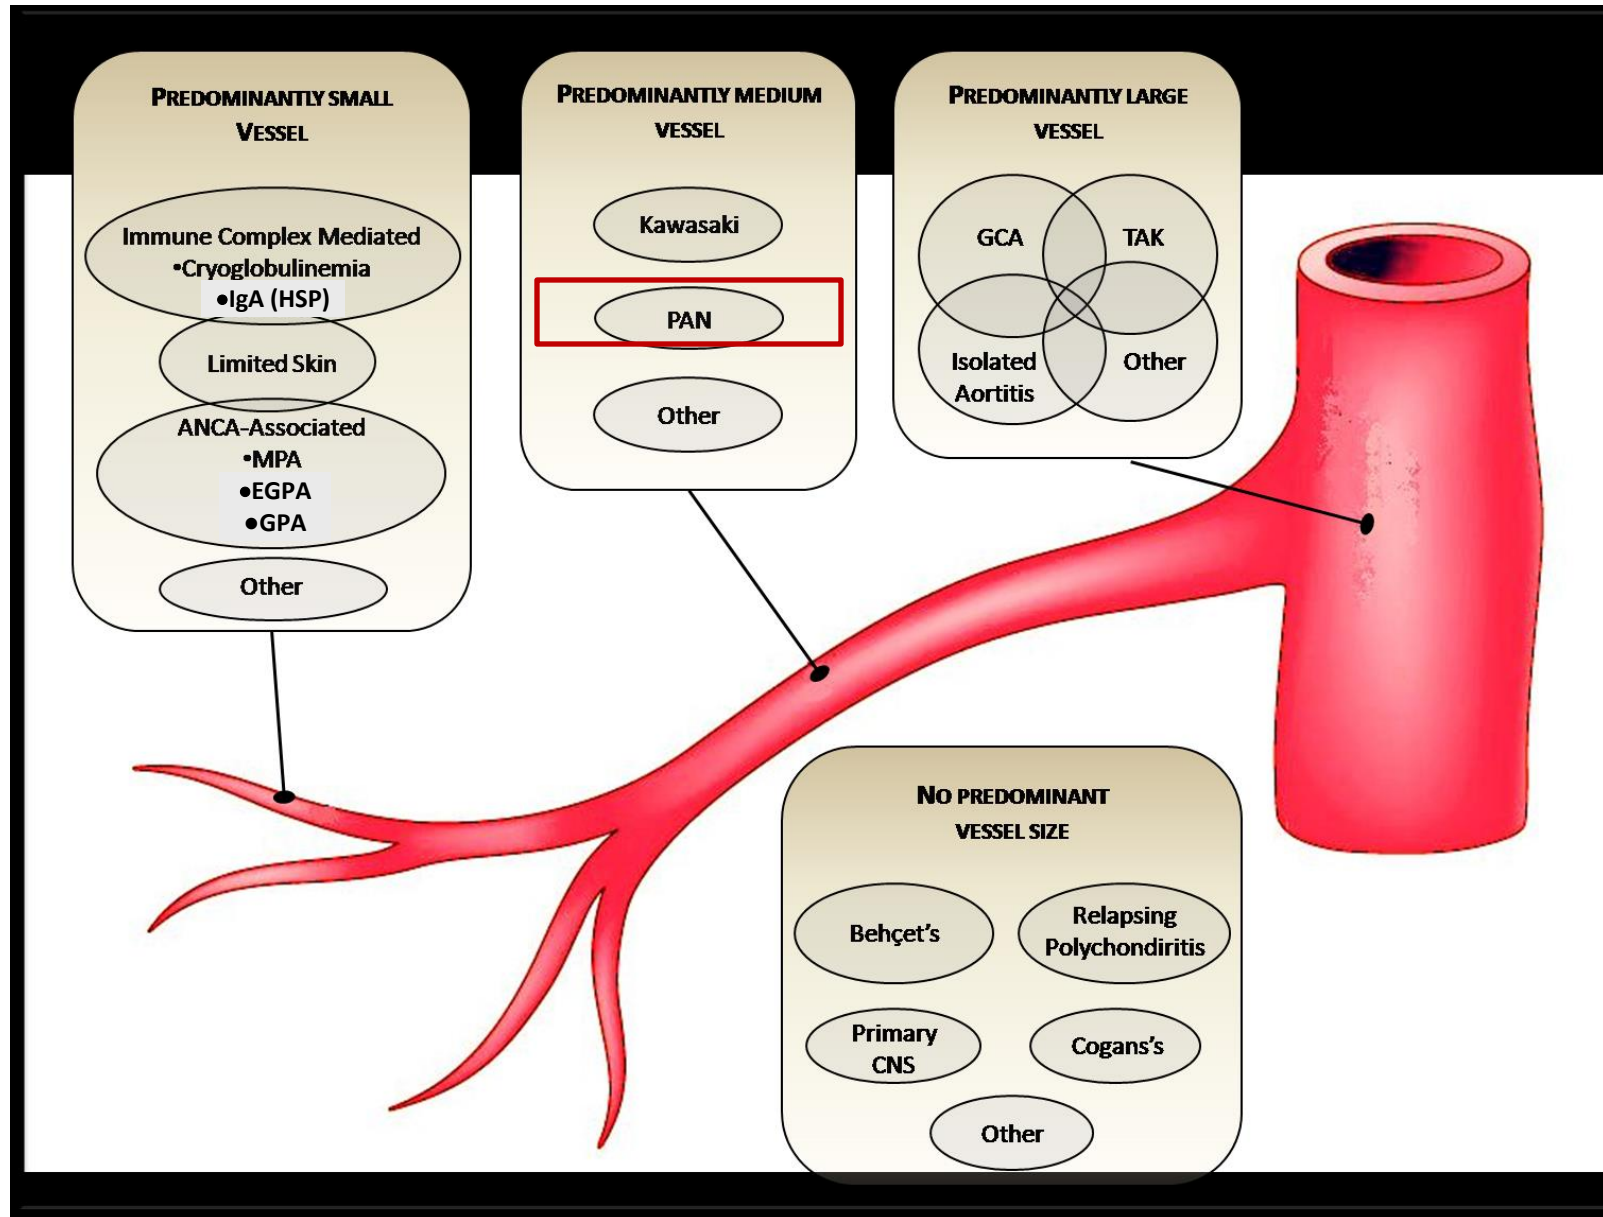 PREDOMINANTLY SMALL
VESSEL
Immune Complex Mediated
•Cryoglobulinemia
●IgA (HSP)
Limited Skin
ANCA-Associated
•MPA
●EGPA
●GPA
Other
PREDOMINANTLY MEDIUM
VESSEL
Kawasaki
PAN
Other
PREDOMINANTLY LARGE
VESSEL
GCA
TAK
Isolated
Aortitis
Other
NO PREDOMINANT
VESSEL SIZE
Behçet's
Relapsing
Polychondiritis
Primary
CNS
Cogans's
Other